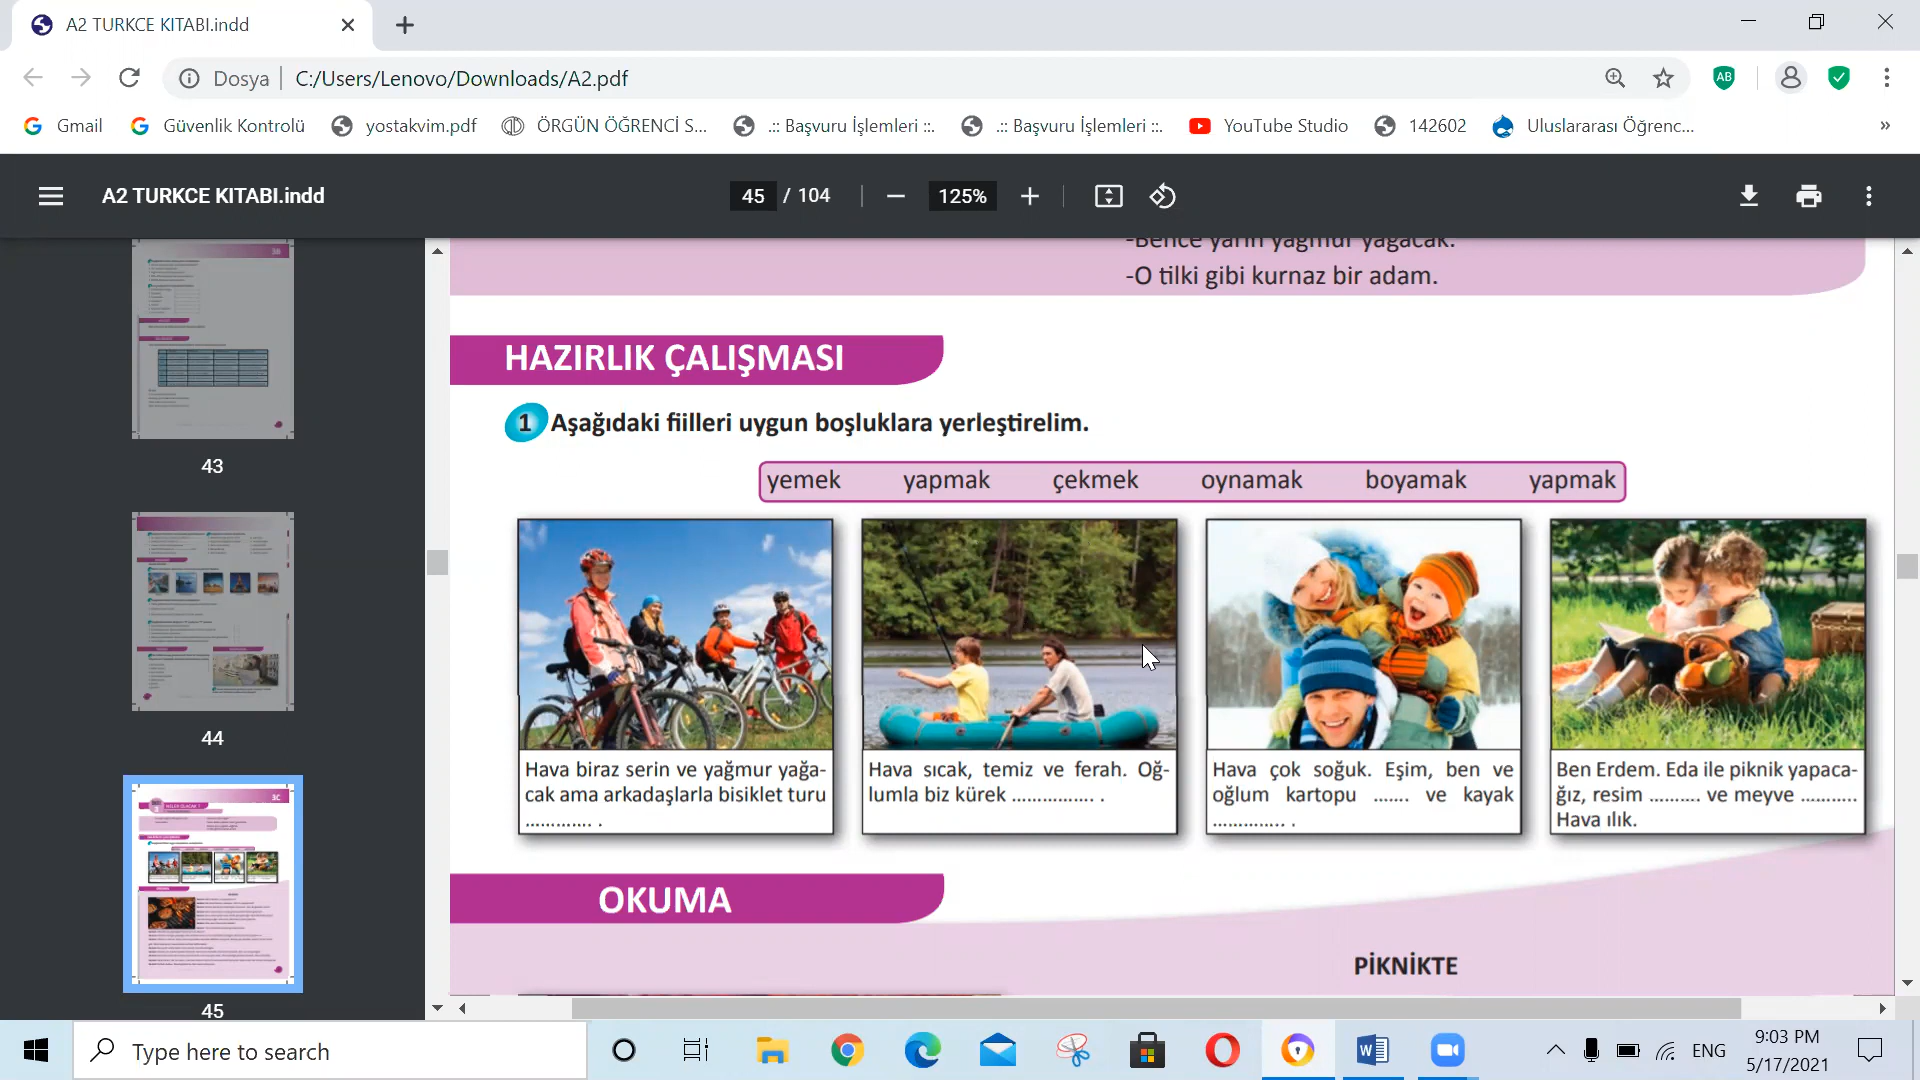 A2 TURKCE KITABI.indd
Dosya C:/Users/Lenovo/Downloads/A2.pdf
AB
Gmail Güvenlik Kontrolü yostakvim.pdf ÖRGÜN ÖĞRENCİ S... .:: Başvuru İşlemleri ::. .:: Başvuru İşlemleri ::. YouTube Studio 142602 Uluslararası Öğrenc... »
A2 TURKCE KITABI.indd 45 / 104 125%
43
44
45
-Bence yarın yağmur yağacak.
-O tilki gibi kurnaz bir adam.
HAZIRLIK ÇALIŞMASI
1 Aşağıdaki fiilleri uygun boşluklara yerleştirelim.
yemek yapmak çekmek oynamak boyamak yapmak
Hava biraz serin ve yağmur yağa-
cak ama arkadaşlarla bisiklet turu
............. .
Hava sıcak, temiz ve ferah. Oğ-
lumla biz kürek ................ .
Hava çok soğuk. Eşim, ben ve
oğlum kartopu ....... ve kayak
.............. .
Ben Erdem. Eda ile piknik yapaca-
ğız, resim .......... ve meyve ...........
Hava ılık.
OKUMA
PİKNİKTE
Type here to search
ENG
9:03 PM
5/17/2021